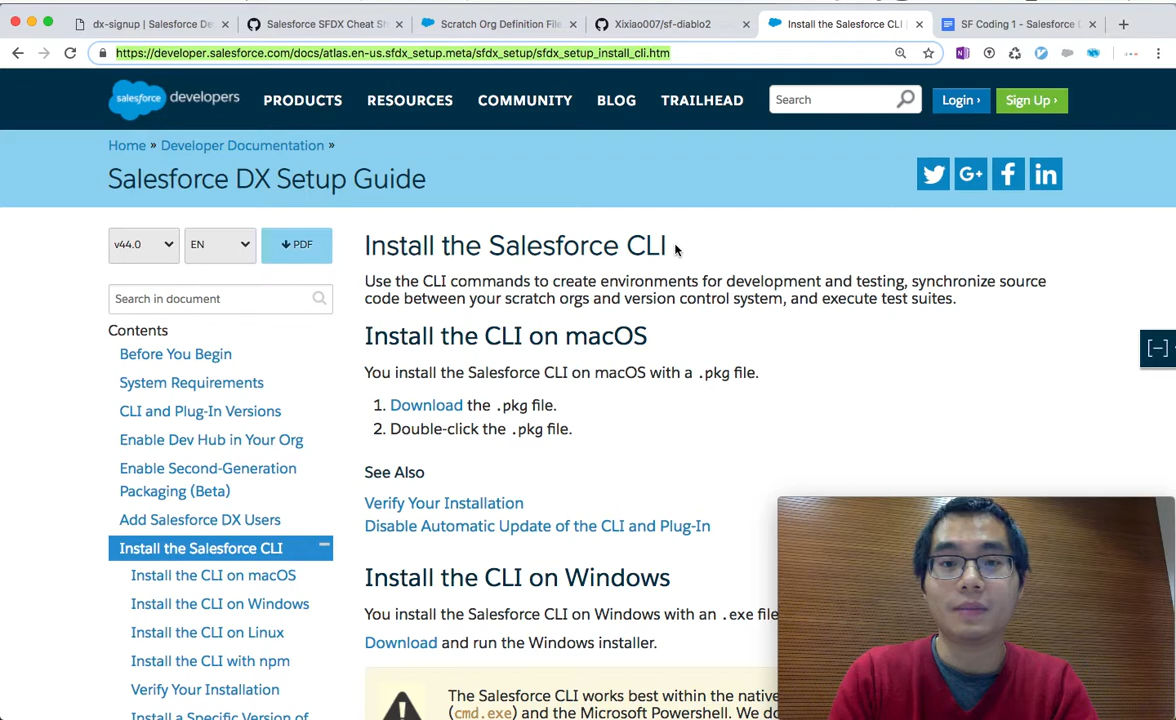 dx-signup | Salesforce De
Salesforce SFDX Cheat Sh
Scratch Org Definition File
Xixiao007/sf-diablo2
Install the Salesforce CLI
SF Coding 1 - Salesforce
https://developer.salesforce.com/docs/atlas.en-us.sfdx_setup.meta/sfdx_setup/sfdx_setup_install_cli.htm
salesforce developers
PRODUCTS
RESOURCES
COMMUNITY
BLOG
TRAILHEAD
Search
Login ›
Sign Up ›
Home » Developer Documentation »
Salesforce DX Setup Guide
v44.0
EN
PDF
Search in document
Contents
Before You Begin
System Requirements
CLI and Plug-In Versions
Enable Dev Hub in Your Org
Enable Second-Generation
Packaging (Beta)
Add Salesforce DX Users
Install the Salesforce CLI
Install the CLI on macOS
Install the CLI on Windows
Install the CLI on Linux
Install the CLI with npm
Verify Your Installation
Install a Specific Version of
Install the Salesforce CLI
Use the CLI commands to create environments for development and testing, synchronize source
code between your scratch orgs and version control system, and execute test suites.
Install the CLI on macOS
You install the Salesforce CLI on macOS with a .pkg file.
1. Download the .pkg file.
2. Double-click the .pkg file.
See Also
Verify Your Installation
Disable Automatic Update of the CLI and Plug-In
Install the CLI on Windows
You install the Salesforce CLI on Windows with an .exe file
Download and run the Windows installer.
The Salesforce CLI works best within the native
(cmd.exe) and the Microsoft Powershell. We do